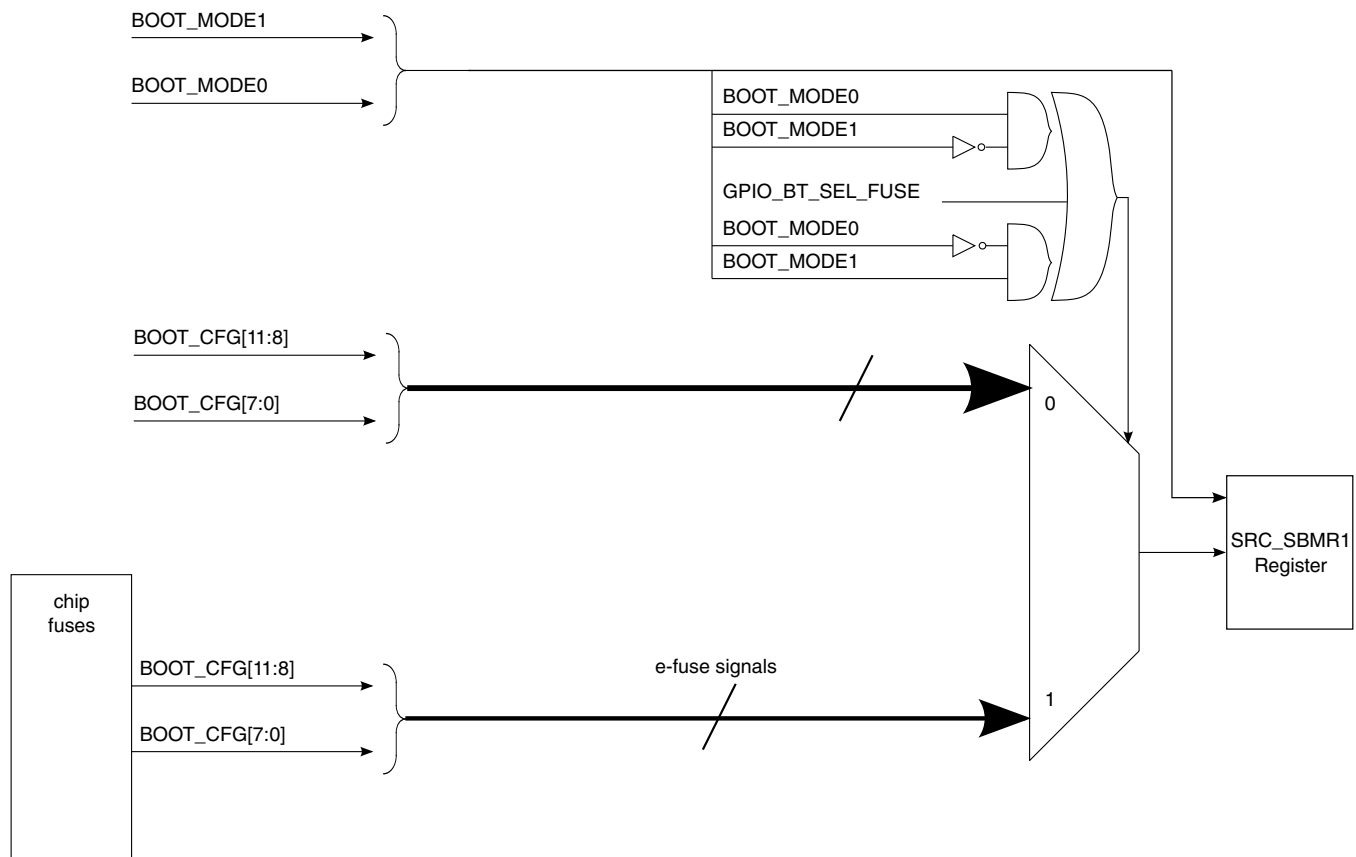 BOOT_MODE1
BOOT_MODE0
BOOT_MODE0
BOOT_MODE1
GPIO_BT_SEL_FUSE
BOOT_MODE0
BOOT_MODE1
BOOT_CFG[11:8]
BOOT_CFG[7:0]
0
SRC_SBMR1
Register
chip
fuses
BOOT_CFG[11:8]
BOOT_CFG[7:0]
e-fuse signals
1